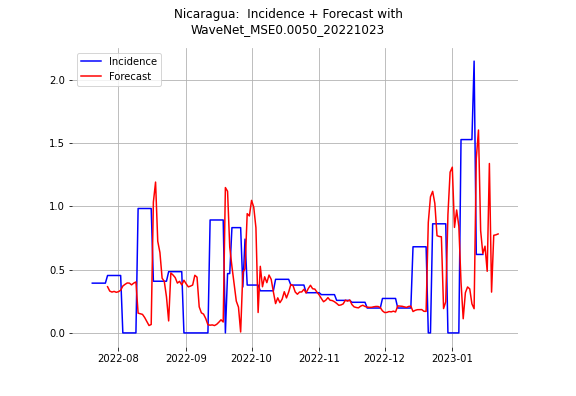 Nicaragua:  Incidence + Forecast with
WaveNet_MSE0.0050_20221023
Incidence
Forecast
2.0
1.5
1.0
0.5
0.0
2022-08
2022-09
2022-10
2022-11
2022-12
2023-01